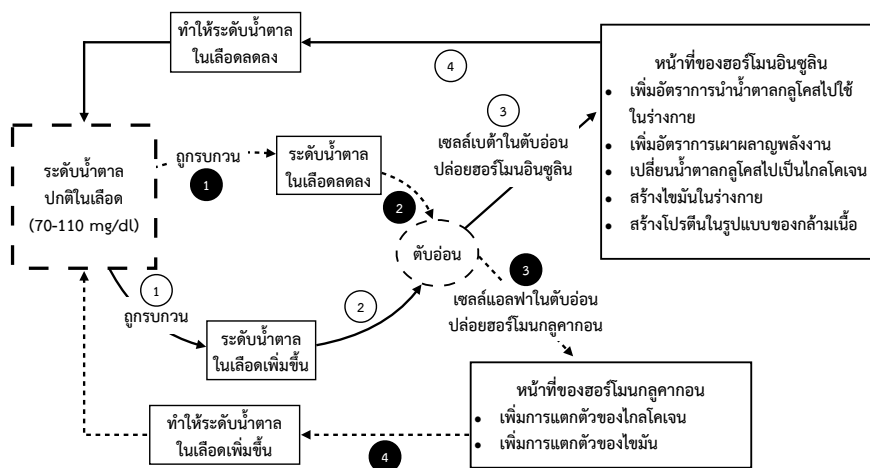 ทำให้ระดับน้ำตาล
ในเลือดลดลง
4
หน้าที่ของฮอร์โมนอินซูลิน
• เพิ่มอัตราการนำน้ำตาลกลูโคสไปใช้
ในร่างกาย
• เพิ่มอัตราการเผาผลาญพลังงาน
• เปลี่ยนน้ำตาลกลูโคสไปเป็นไกลโคเจน
• สร้างไขมันในร่างกาย
• สร้างโปรตีนในรูปแบบของกล้ามเนื้อ
3
เซลล์เบต้าในตับอ่อน
ปล่อยฮอร์โมนอินซูลิน
ระดับน้ำตาล
ปกติในเลือด
(70-110 mg/dl)
ถูกรบกวน
1
ระดับน้ำตาล
ในเลือดลดลง
2
ตับอ่อน
3
เซลล์แอลฟาในตับอ่อน
ปล่อยฮอร์โมนกลูคากอน
1
ถูกรบกวน
2
ระดับน้ำตาล
ในเลือดเพิ่มขึ้น
หน้าที่ของฮอร์โมนกลูคากอน
• เพิ่มการแตกตัวของไกลโคเจน
• เพิ่มการแตกตัวของไขมัน
ทำให้ระดับน้ำตาล
ในเลือดเพิ่มขึ้น
4